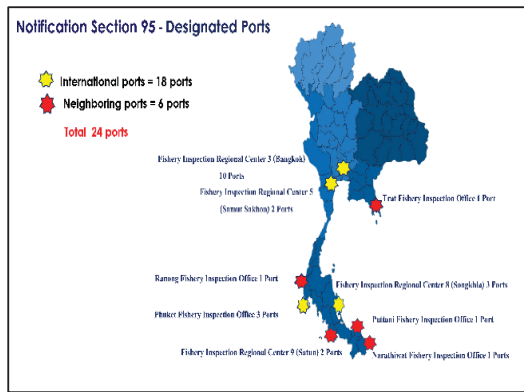 Notification Section 95 - Designated Ports
International ports = 18 ports
Neighboring ports = 6 ports
Total 24 ports
Fishery Inspection Regional Center 3 (Bangkok)
10 Ports
Fishery Inspection Regional Center 5
(Samut Sakhon) 2 Ports
Trat Fishery Inspection Office 1 Port
Ranong Fishery Inspection Office 1 Port
Fishery Inspection Regional Center 8 (Songkhla) 3 Ports
Phuket Fishery Inspection Office 3 Ports
Pattani Fishery Inspection Office 1 Port
Fishery Inspection Regional Center 9 (Satun) 2 Ports
Narathiwat Fishery Inspection Office 1 Ports